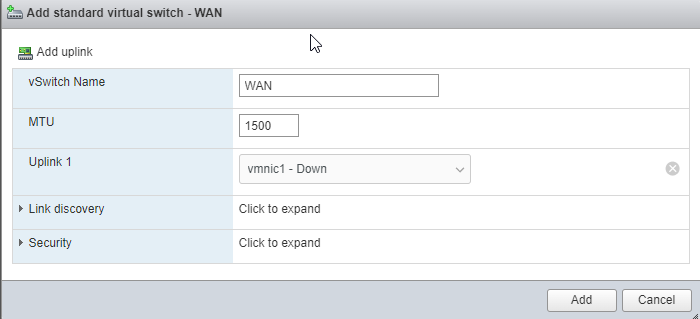 Add standard virtual switch - WAN
Add uplink
vSwitch Name
WAN
MTU
1500
Uplink 1
vmnic1 - Down
Link discovery
Click to expand
Security
Click to expand
Add
Cancel